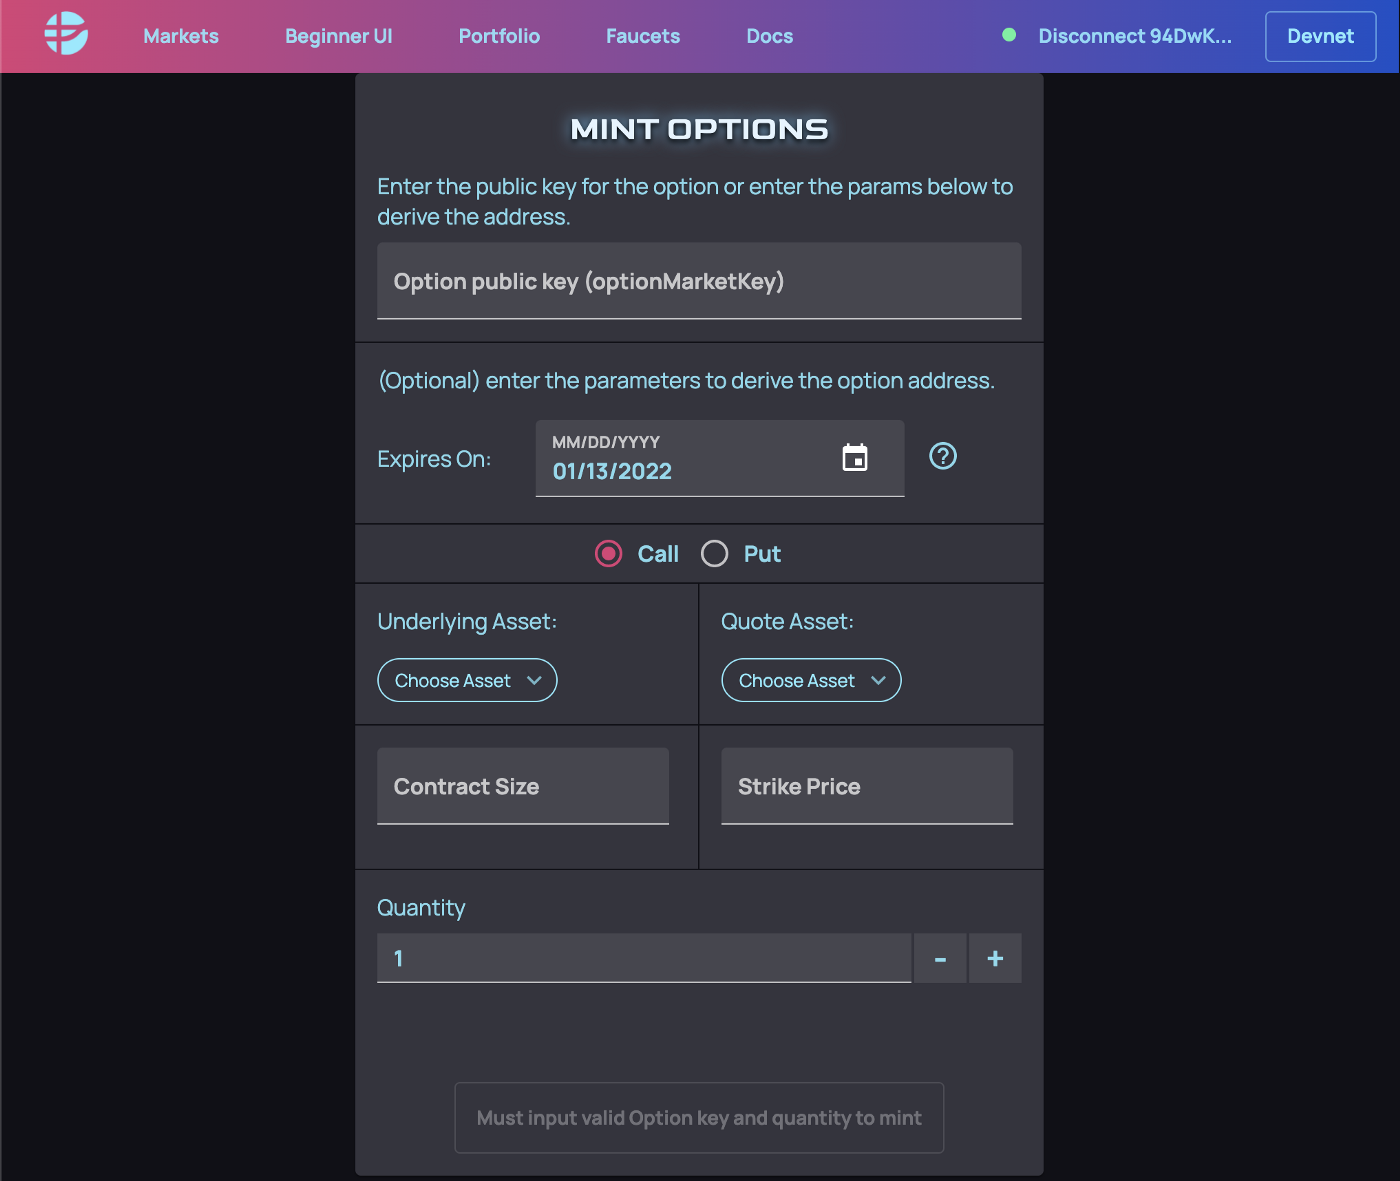 Markets
Beginner UI
Portfolio
Faucets
Docs
Disconnect 94DwK...
Devnet
MINT OPTIONS
Enter the public key for the option or enter the params below to
derive the address.
Option public key (optionMarketKey)
(Optional) enter the parameters to derive the option address.
Expires On:
MM/DD/YYYY
01/13/2022
?
Call
Put
Underlying Asset:
Choose Asset
Quote Asset:
Choose Asset
Contract Size
Strike Price
Quantity
1
-
+
Must input valid Option key and quantity to mint